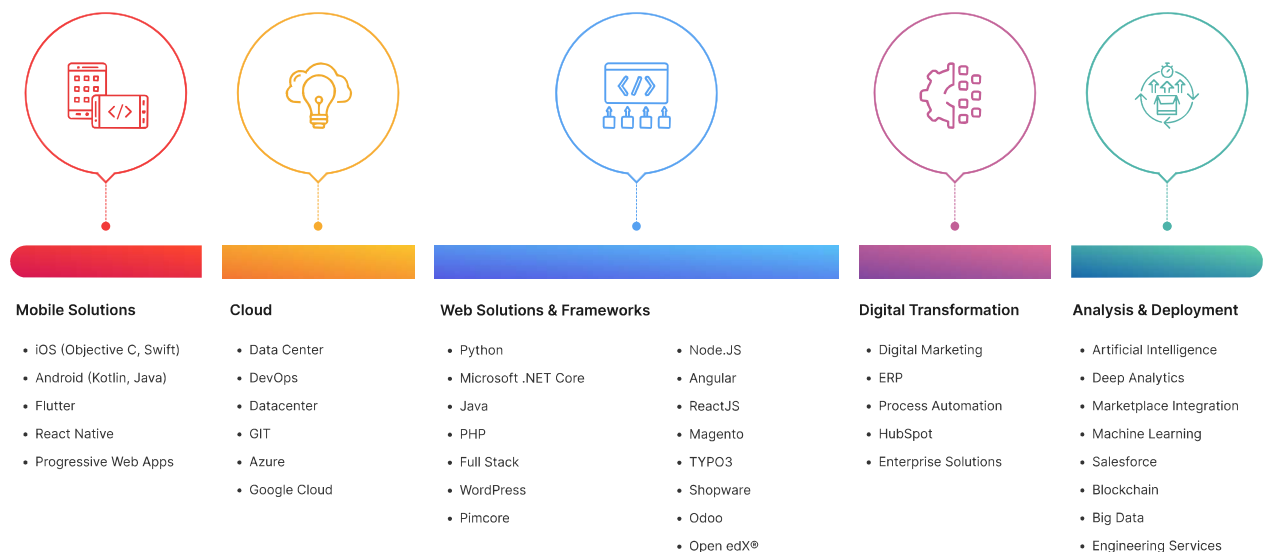 </>
</>
Mobile Solutions
• iOS (Objective C, Swift)
• Android (Kotlin, Java)
• Flutter
• React Native
• Progressive Web Apps
Cloud
• Data Center
• DevOps
• Datacenter
• GIT
• Azure
• Google Cloud
Web Solutions & Frameworks
• Python
• Microsoft .NET Core
• Java
• PHP
• Full Stack
• WordPress
• Pimcore
• Node.JS
• Angular
• ReactJS
• Magento
• TYPO3
• Shopware
• Odoo
• Open edX®
Digital Transformation
• Digital Marketing
• ERP
• Process Automation
• HubSpot
• Enterprise Solutions
Analysis & Deployment
• Artificial Intelligence
• Deep Analytics
• Marketplace Integration
• Machine Learning
• Salesforce
• Blockchain
• Big Data
• Engineering Services